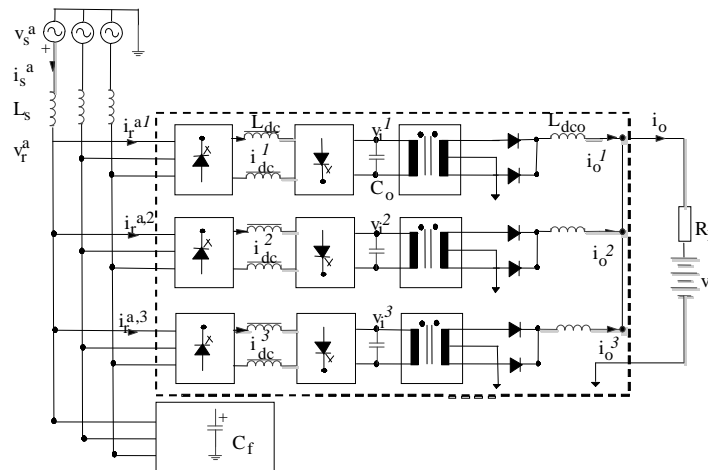 v_s^a
+
i_s^a
L_s
v_r^a
i_r^{a1}
L_dc
i_dc^1
v_i^1
C_o
L_dco
i_o^1
i_o
i_r^{a,2}
i_dc^2
v_i^2
i_o^2
R
v
i_r^{a,3}
i_dc^3
v_i^3
i_o^3
+
C_f